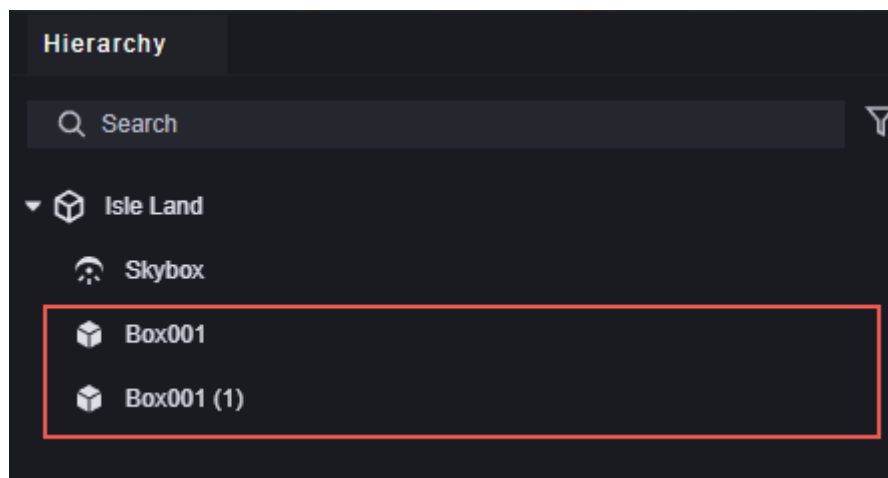 Hierarchy
Search
Isle Land
Skybox
Box001
Box001 (1)